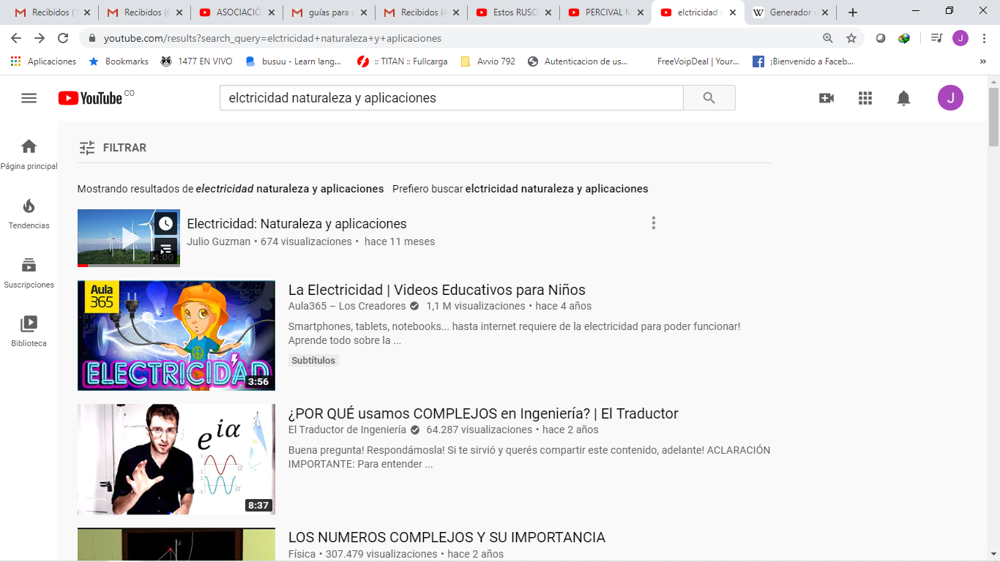 Recibidos (
Recibidos (
ASOCIACIÓ
guías para
Recibidos (4
Estos RUSO
PERCIVAL M
elctricidad
Generador
youtube.com/results?search_query=elctricidad+naturaleza+y+aplicaciones
Aplicaciones
Bookmarks
1477 EN VIVO
busuu - Learn lang...
:: TITAN :: Fullcarga
Avvio 792
Autenticacion de us...
FreeVoipDeal | Your...
¡Bienvenido a Faceb...
»
YouTube CO
elctricidad naturaleza y aplicaciones
J
Página principal
Tendencias
Suscripciones
Biblioteca
FILTRAR
Mostrando resultados de electricidad naturaleza y aplicaciones Prefiero buscar elctricidad naturaleza y aplicaciones
4:00
Electricidad: Naturaleza y aplicaciones
Julio Guzman • 674 visualizaciones • hace 11 meses
Aula
365
ELECTRICIDAD
3:56
La Electricidad | Videos Educativos para Niños
Aula365 – Los Creadores 1,1 M visualizaciones • hace 4 años
Smartphones, tablets, notebooks... hasta internet requiere de la electricidad para poder funcionar!
Aprende todo sobre la ...
Subtítulos
e^iα
α
α
8:37
¿POR QUÉ usamos COMPLEJOS en Ingeniería? | El Traductor
El Traductor de Ingeniería 64.287 visualizaciones • hace 2 años
Buena pregunta! Respondámosla! Si te sirvió y querés compartir este contenido, adelante! ACLARACIÓN
IMPORTANTE: Para entender ...
LOS NUMEROS COMPLEJOS Y SU IMPORTANCIA
Física • 307.479 visualizaciones • hace 2 años